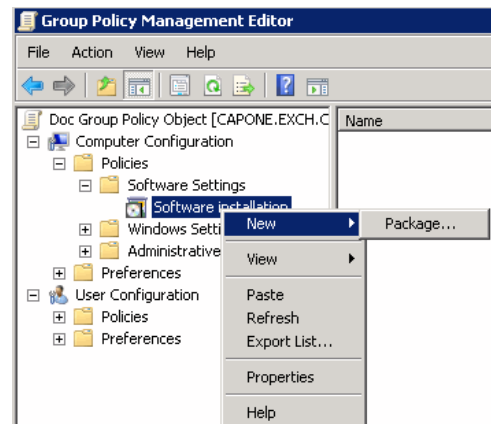 Group Policy Management Editor
File Action View Help
Doc Group Policy Object [CAPONE.EXCH.C
Name
Computer Configuration
Policies
Software Settings
Software installation
New
Package...
Windows Setti
Administrative
View
Preferences
User Configuration
Paste
Policies
Refresh
Preferences
Export List...
Properties
Help